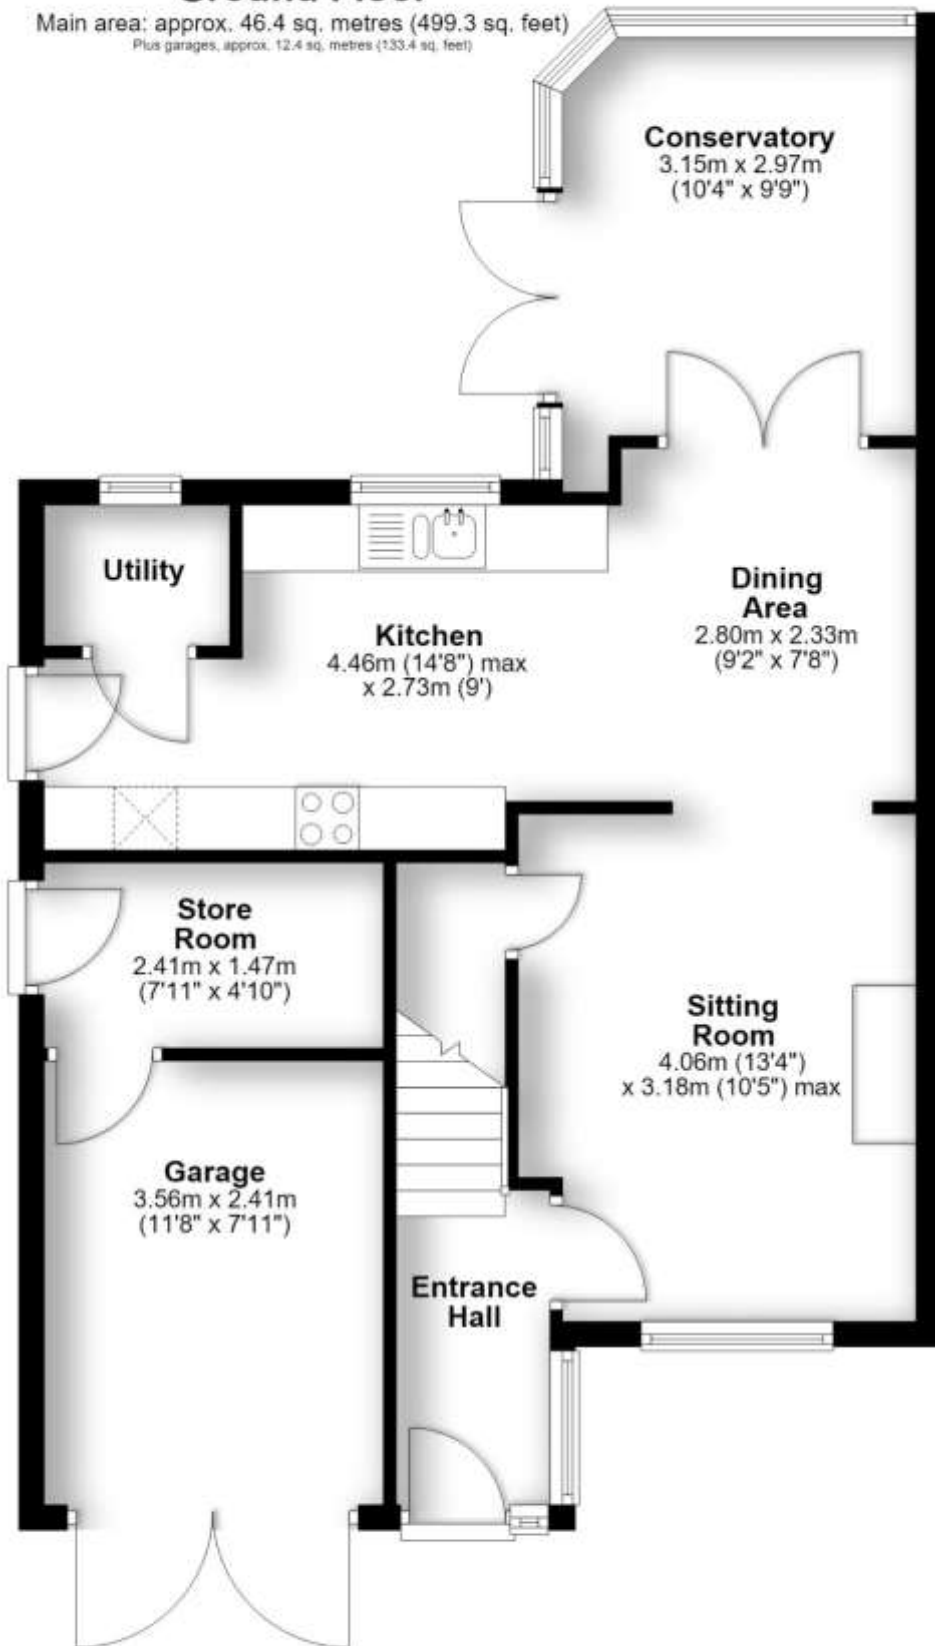 Ground Floor
Main area: approx. 46.4 sq. metres (499.3 sq. feet)
Plus garages, approx. 12.4 sq. metres (133.4 sq. feet)
Conservatory
3.15m x 2.97m
(10'4" x 9'9")
Utility
Kitchen
4.46m (14'8") max
x 2.73m (9')
Dining
Area
2.80m x 2.33m
(9'2" x 7'8")
Store
Room
2.41m x 1.47m
(7'11" x 4'10")
Sitting
Room
4.06m (13'4")
x 3.18m (10'5") max
Garage
3.56m x 2.41m
(11'8" x 7'11")
Entrance
Hall